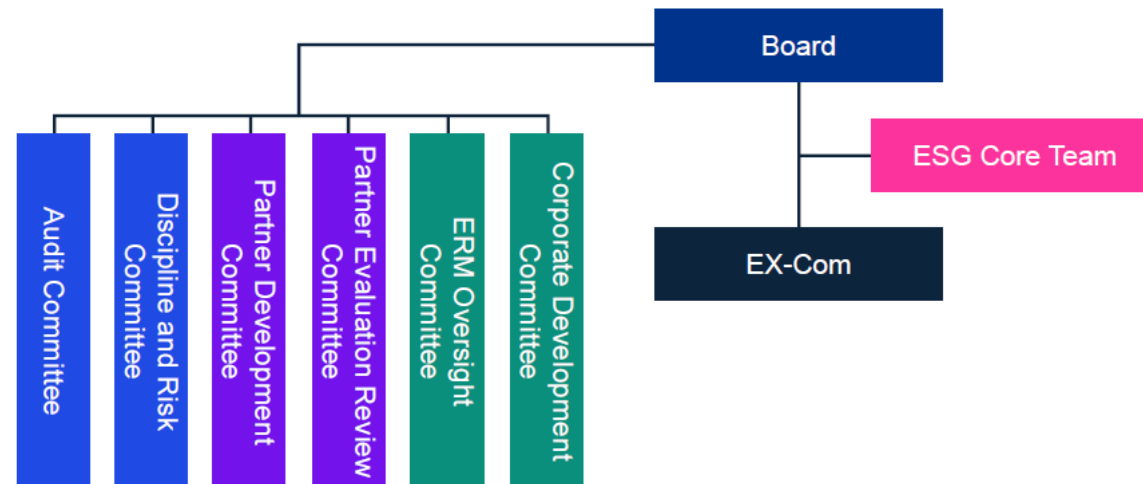 Board
ESG Core Team
EX-Com
Audit Committee
Discipline and Risk
Committee
Partner Development
Committee
Partner Evaluation Review
Committee
ERM Oversight
Committee
Corporate Development
Committee